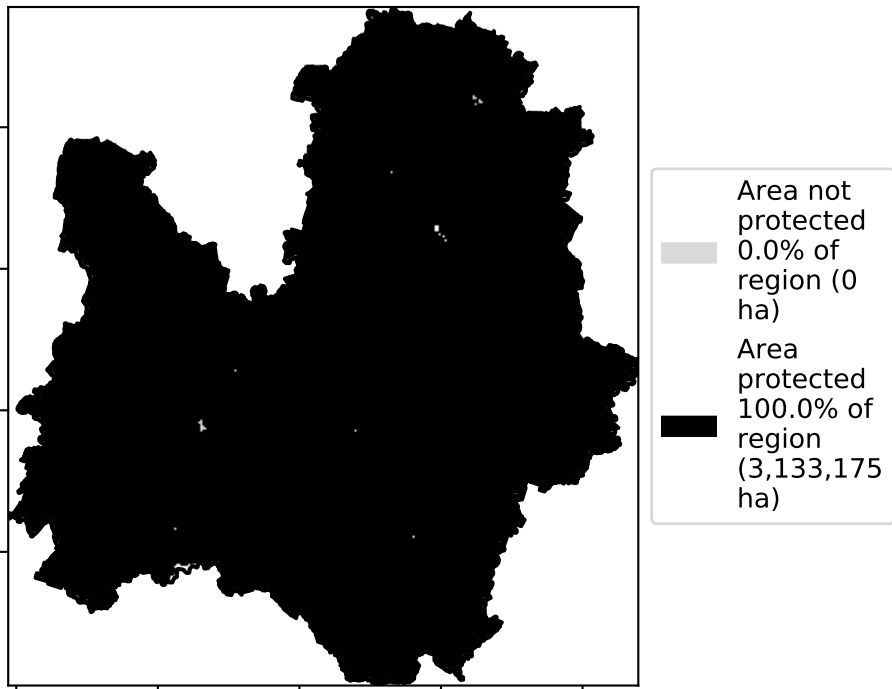 Area not
protected
0.0% of
region (0
ha)
Area
protected
100.0% of
region
(3,133,175
ha)